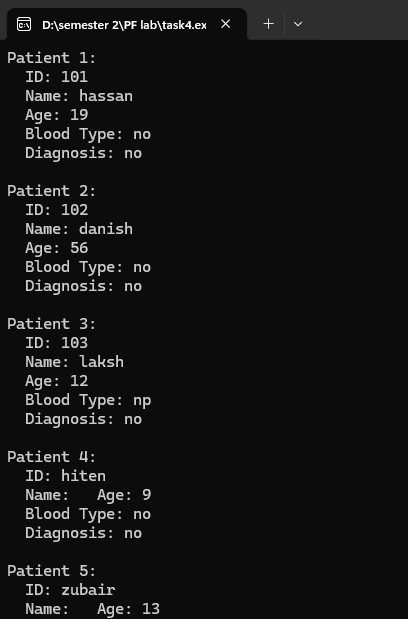 D:\semester 2\PF lab\task4.ex
Patient 1:
  ID: 101
  Name: hassan
  Age: 19
  Blood Type: no
  Diagnosis: no

Patient 2:
  ID: 102
  Name: danish
  Age: 56
  Blood Type: no
  Diagnosis: no

Patient 3:
  ID: 103
  Name: laksh
  Age: 12
  Blood Type: np
  Diagnosis: no

Patient 4:
  ID: hiten
  Name:   Age: 9
  Blood Type: no
  Diagnosis: no

Patient 5:
  ID: zubair
  Name:   Age: 13